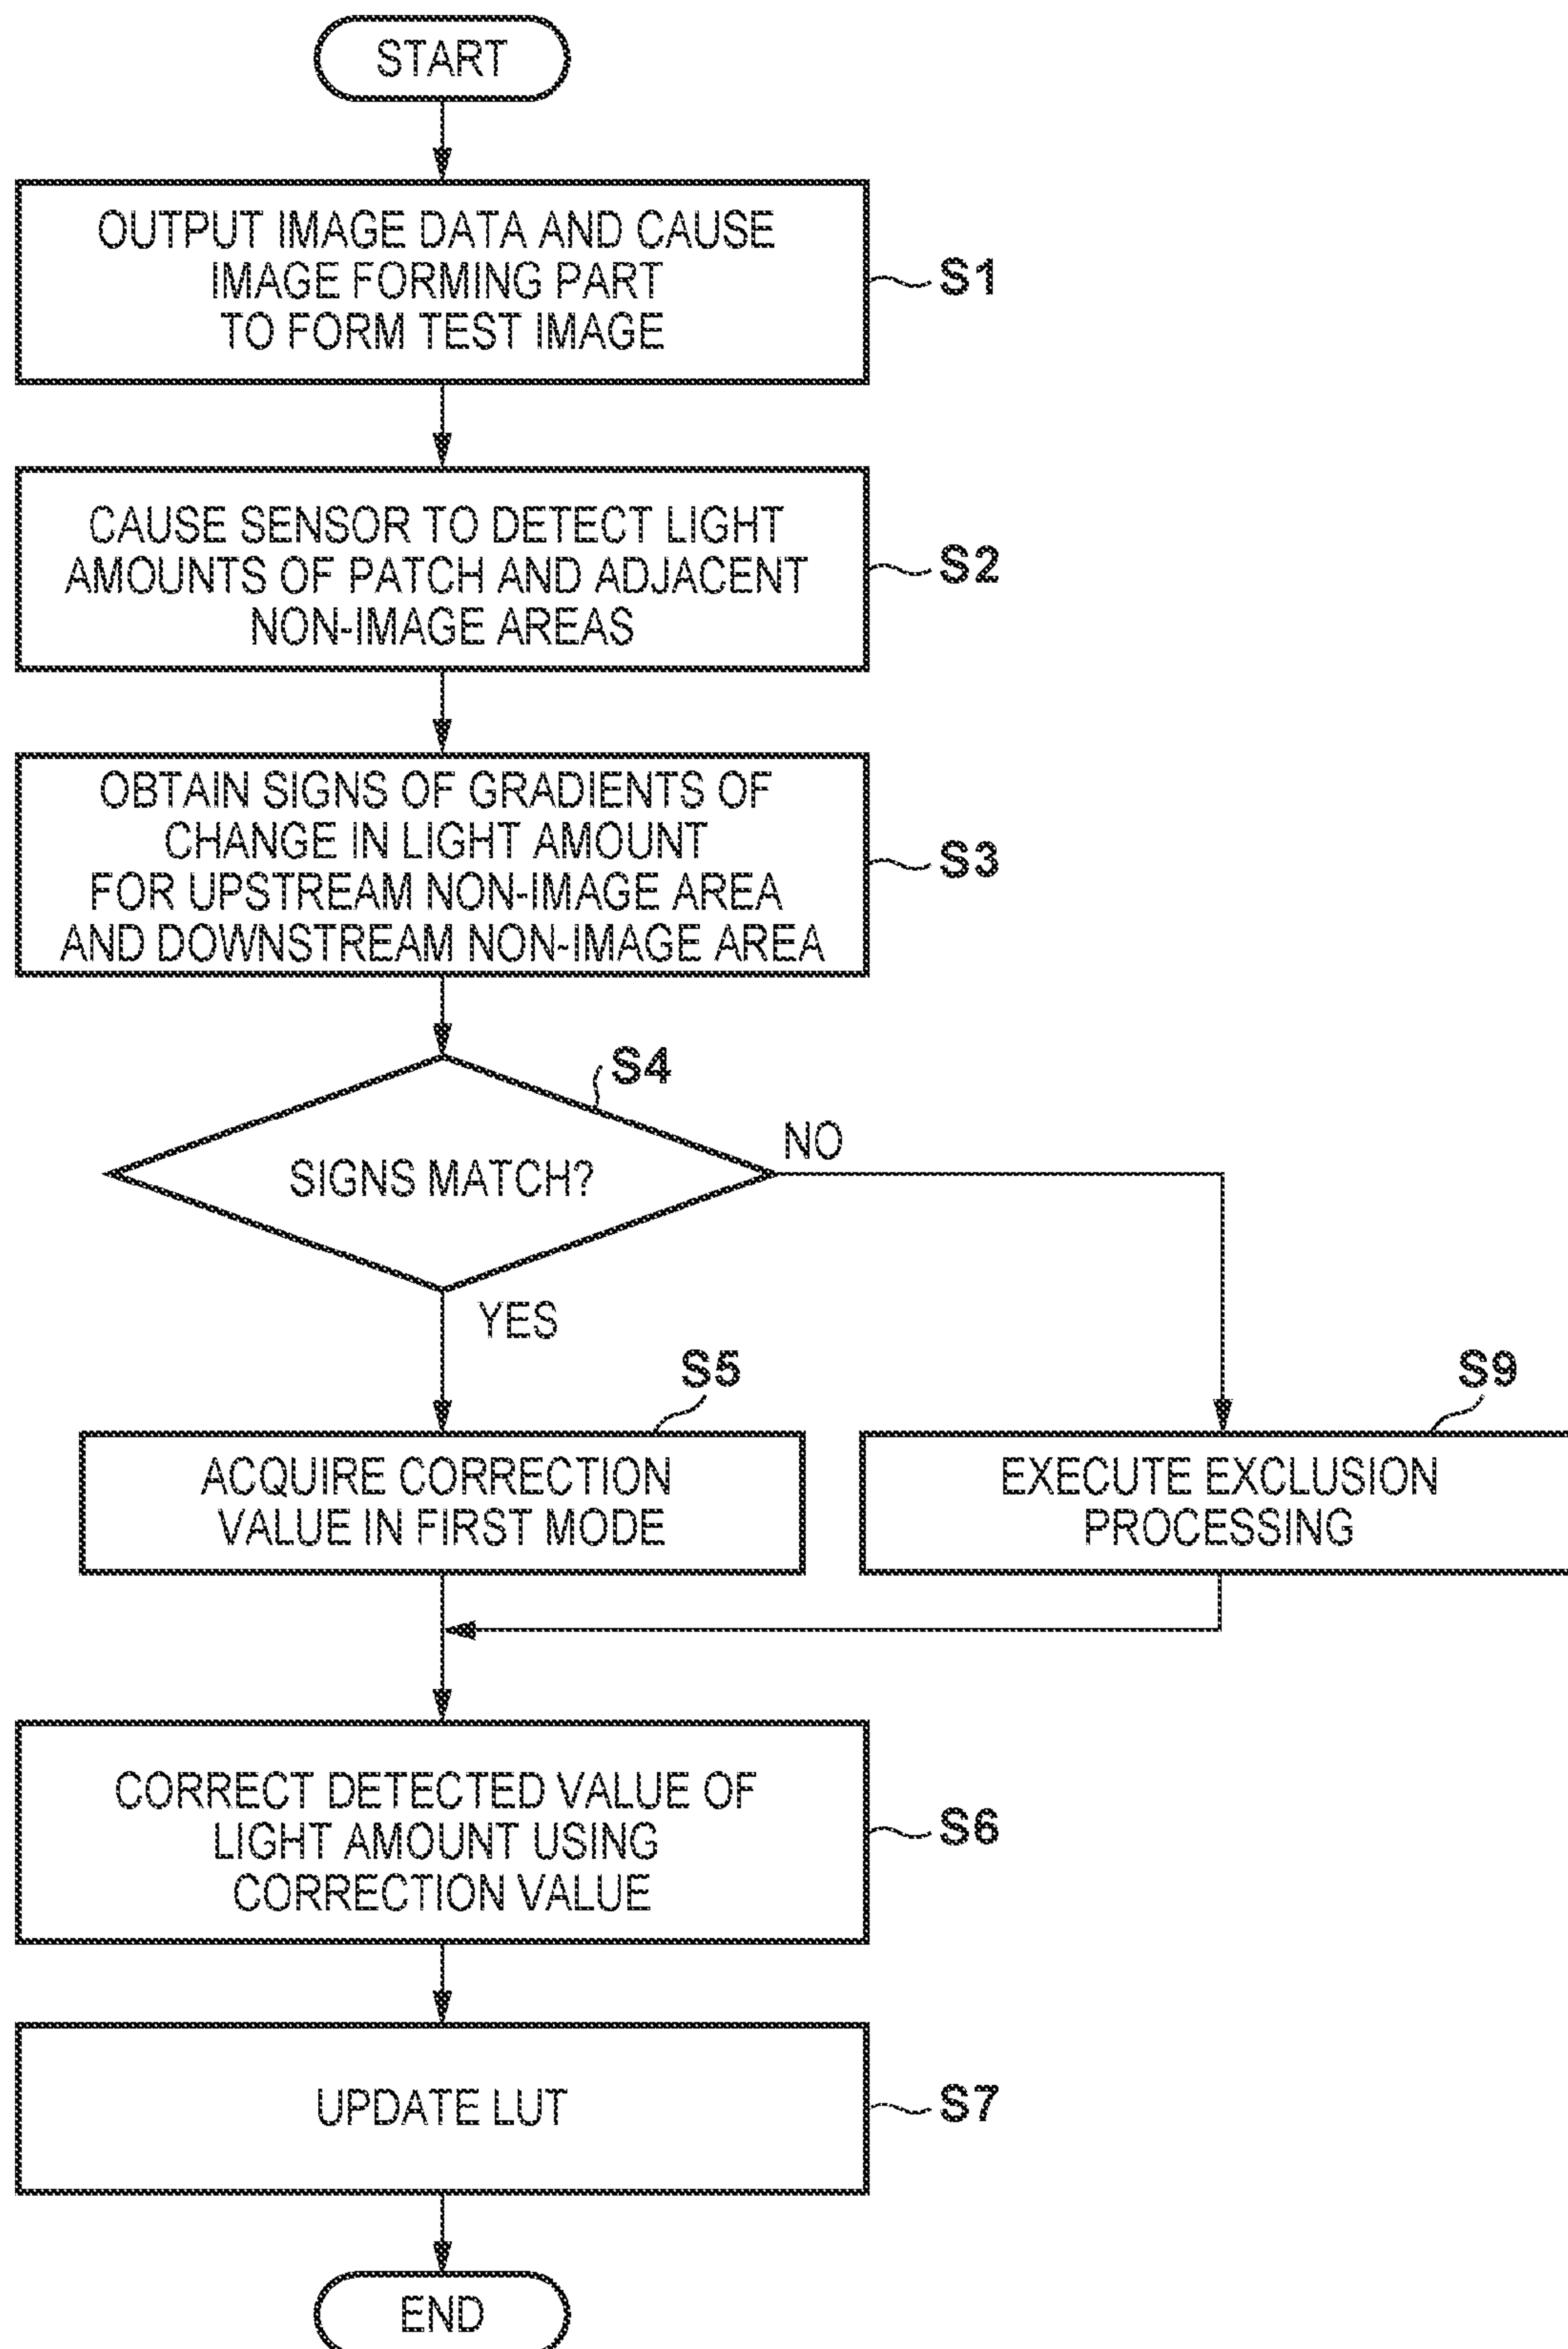 START
OUTPUT IMAGE DATA AND CAUSE
IMAGE FORMING PART
TO FORM TEST IMAGE
S1
CAUSE SENSOR TO DETECT LIGHT
AMOUNTS OF PATCH AND ADJACENT
NON-IMAGE AREAS
S2
OBTAIN SIGNS OF GRADIENTS OF
CHANGE IN LIGHT AMOUNT
FOR UPSTREAM NON-IMAGE AREA
AND DOWNSTREAM NON-IMAGE AREA
S3
S4
SIGNS MATCH?
NO
YES
S5
ACQUIRE CORRECTION
VALUE IN FIRST MODE
S9
EXECUTE EXCLUSION
PROCESSING
CORRECT DETECTED VALUE OF
LIGHT AMOUNT USING
CORRECTION VALUE
S6
UPDATE LUT
S7
END